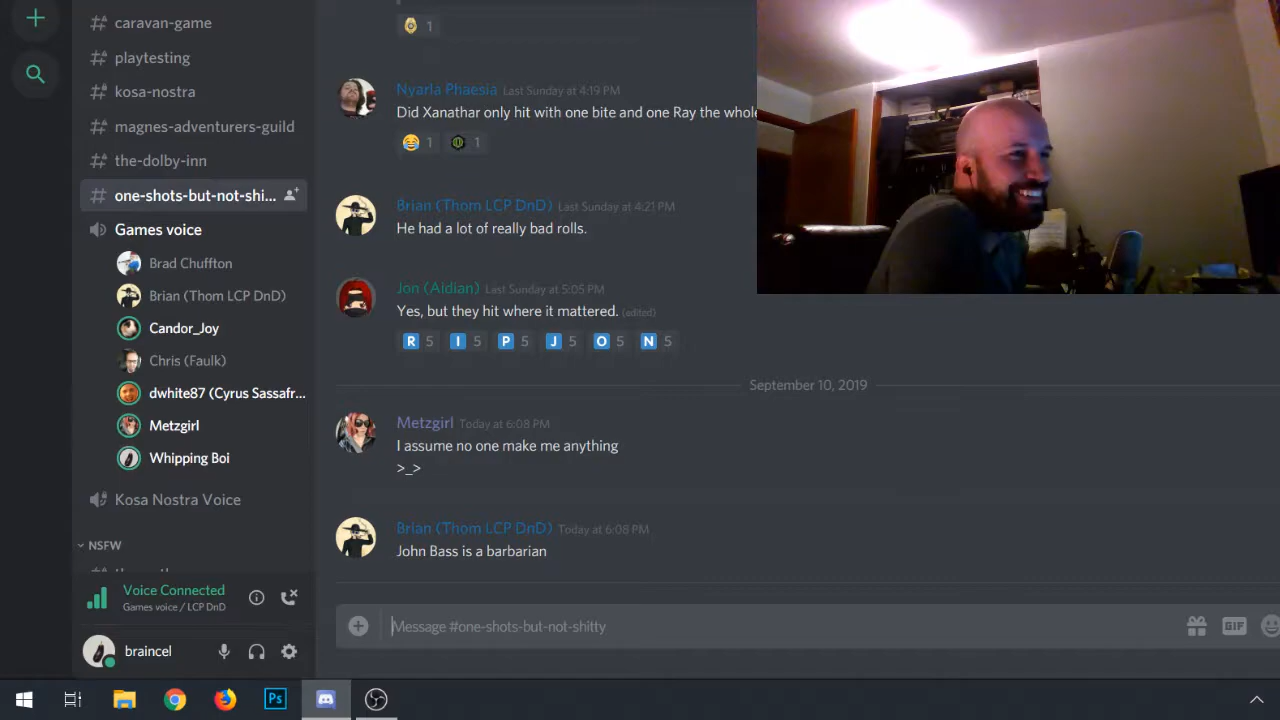 caravan-game
playtesting
kosa-nostra
magnes-adventurers-guild
the-dolby-inn
one-shots-but-not-shi...
Games voice
Brad Chuffton
Brian (Thom LCP DnD)
Candor_Joy
Chris (Faulk)
dwhite87 (Cyrus Sassafr...
Metzgirl
Whipping Boi
Kosa Nostra Voice
NSFW
Voice Connected
Games voice / LCP DnD
braincel
1
Nyarla Phaesia Last Sunday at 4:19 PM
Did Xanathar only hit with one bite and one Ray the whole
1 1
Brian (Thom LCP DnD) Last Sunday at 4:21 PM
He had a lot of really bad rolls.
Jon (Aidian) Last Sunday at 5:05 PM
Yes, but they hit where it mattered. (edited)
R 5 I 5 P 5 J 5 O 5 N 5
September 10, 2019
Metzgirl Today at 6:08 PM
I assume no one make me anything
>_>
Brian (Thom LCP DnD) Today at 6:08 PM
John Bass is a barbarian
Message #one-shots-but-not-shitty
GIF
Ps